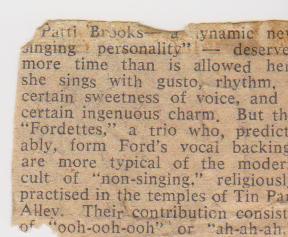 Patti Brooks — a dynamic new
singing personality" — deserve
more time than is allowed her
she sings with gusto, rhythm,
certain sweetness of voice, and
certain ingenuous charm. But th
"Fordettes," a trio who, predict
ably, form Ford's vocal backing
are more typical of the moder
cult of "non-singing," religiousl
practised in the temples of Tin Pan
Alley. Their contribution consist
of "ooh-ooh-ooh" or "ah-ah-ah,